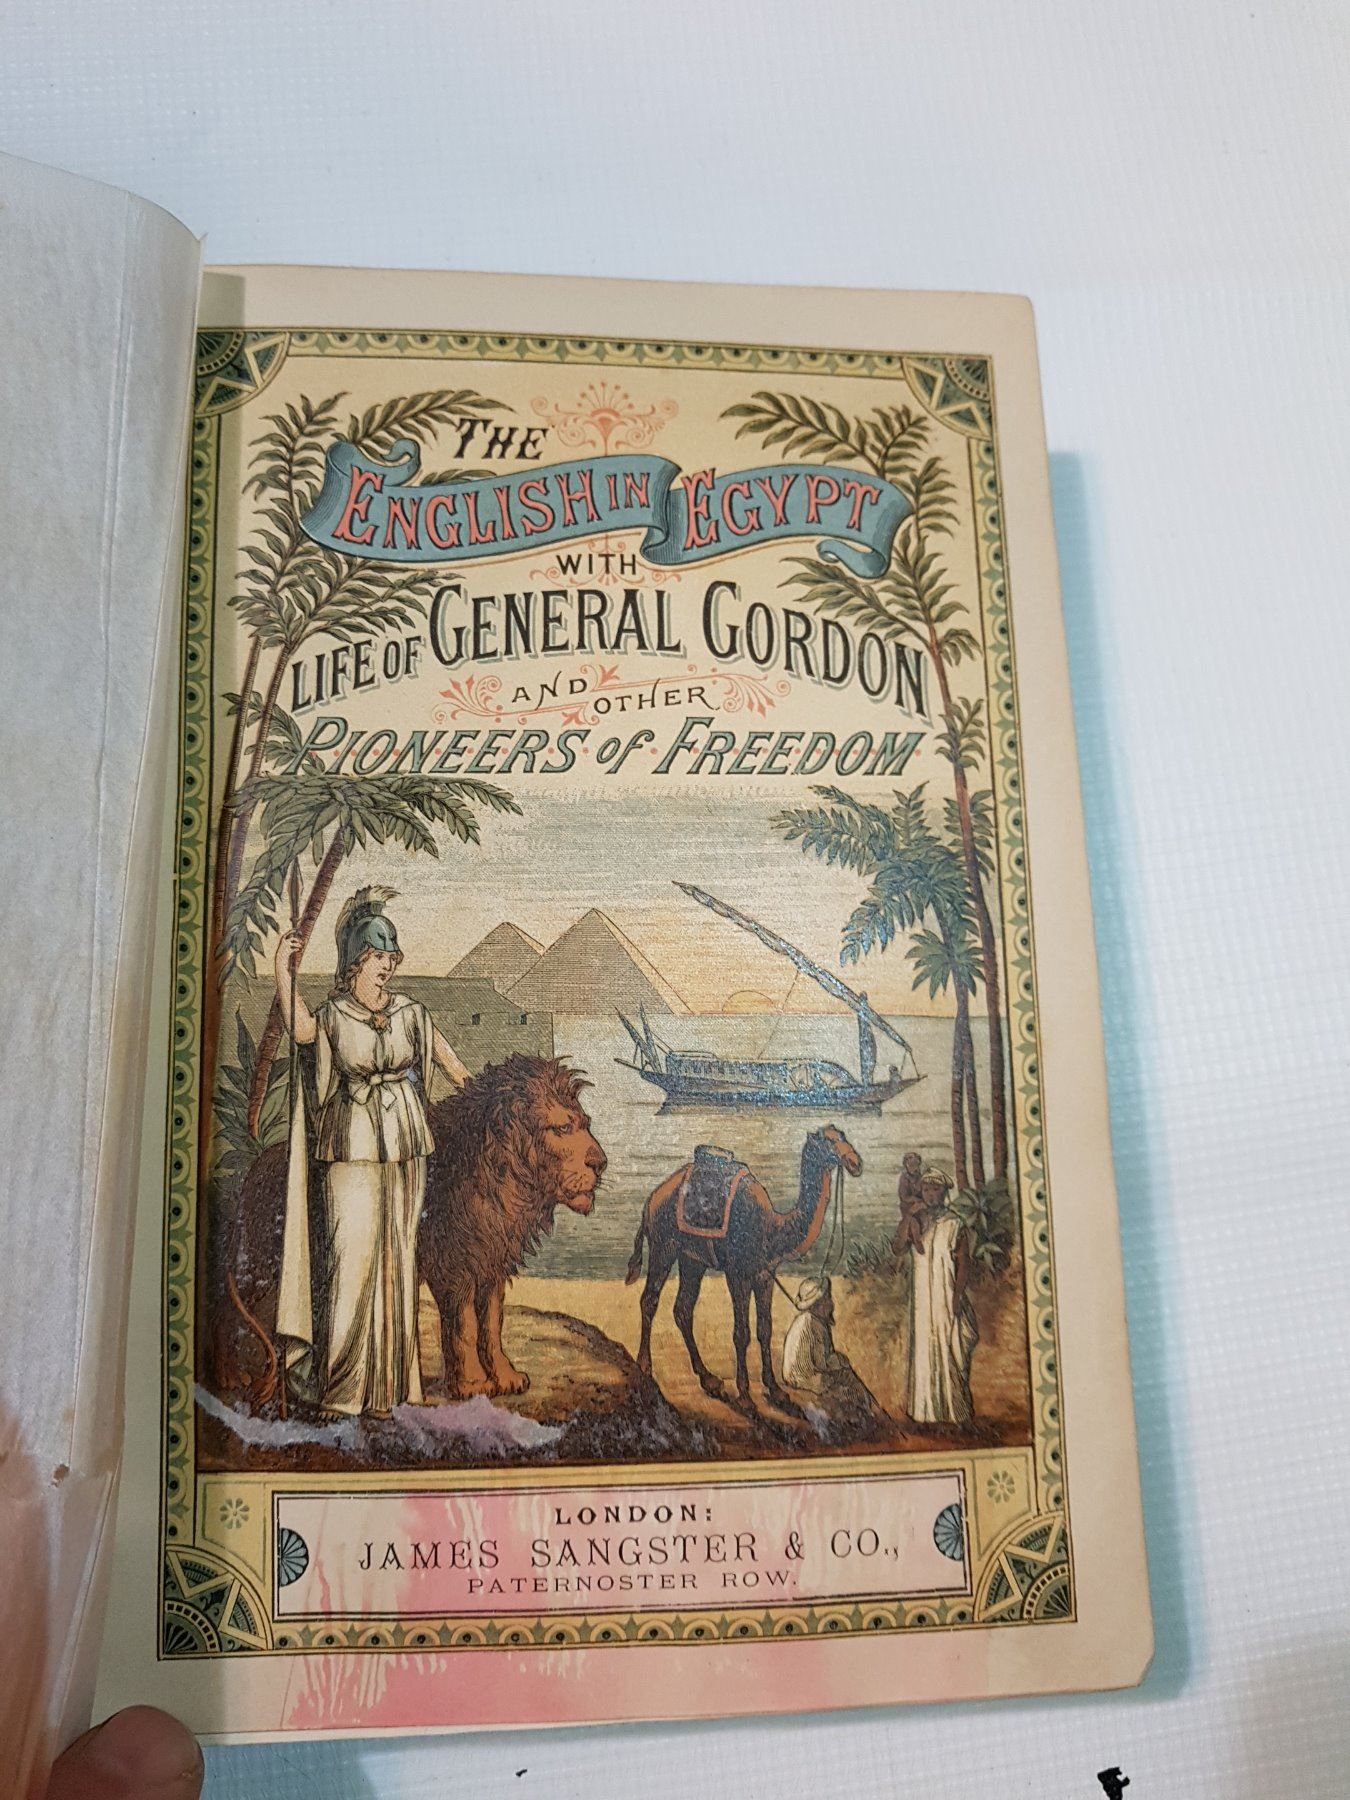 THE
ENGLISH IN EGYPT
WITH
LIFE OF GENERAL GORDON
AND OTHER
PIONEERS of FREEDOM
LONDON:
JAMES SANGSTER & CO.,
PATERNOSTER ROW.